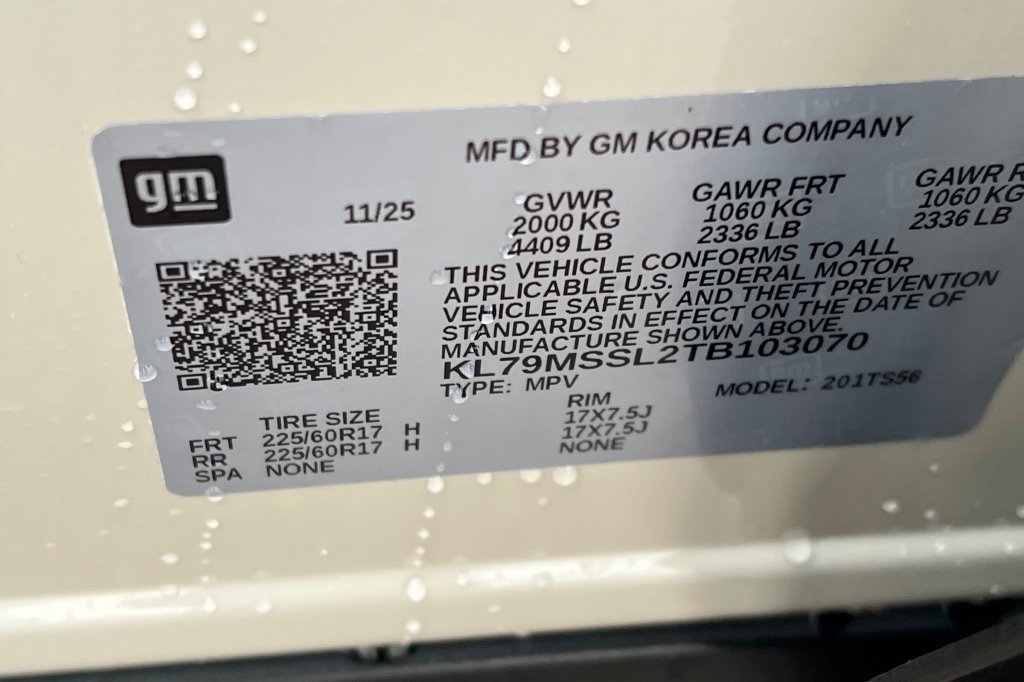 MFD BY GM KOREA COMPANY
gm
11/25
GVWR GAWR FRT GAWR
2000 KG 1060 KG 1060 KG
4409 LB 2336 LB 2336 LB
THIS VEHICLE CONFORMS TO ALL
APPLICABLE U.S. FEDERAL MOTOR
VEHICLE SAFETY AND THEFT PREVENTION
STANDARDS IN EFFECT ON THE DATE OF
MANUFACTURE SHOWN ABOVE.
KL79MSSL2TB103070
TYPE: MPV MODEL: 201TS56
TIRE SIZE RIM
FRT 225/60R17 H 17X7.5J
RR 225/60R17 H 17X7.5J
SPA NONE NONE